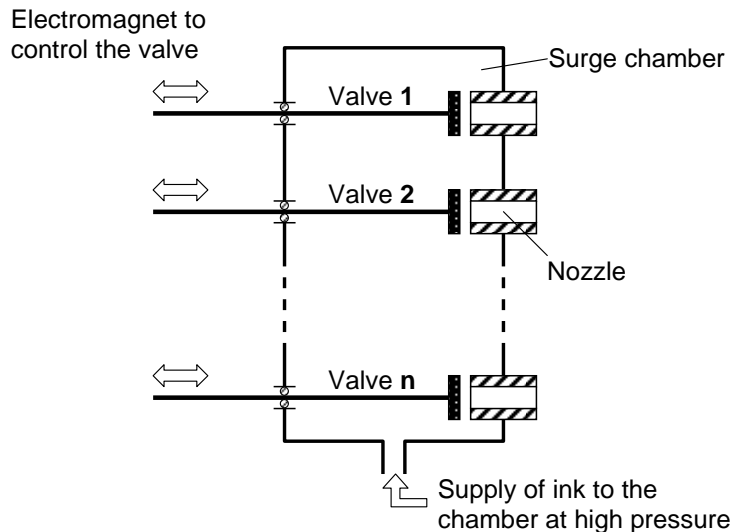 Electromagnet to
control the valve
Surge chamber
Valve 1
Valve 2
Nozzle
Valve n
Supply of ink to the
chamber at high pressure